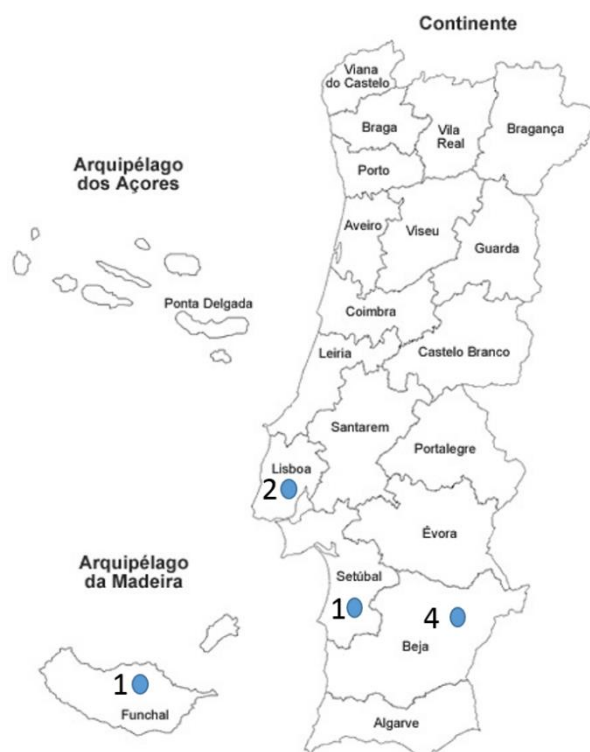 Continente
Viana
do Castelo
Braga
Vila
Real
Bragança
Porto
Arquipélago
dos Açores
Aveiro
Viseu
Guarda
Ponta Delgada
Coimbra
Leiria
Castelo Branco
Santarem
Portalegre
Lisboa
2
Évora
Arquipélago
da Madeira
Setúbal
1
4
Beja
1
Funchal
Algarve